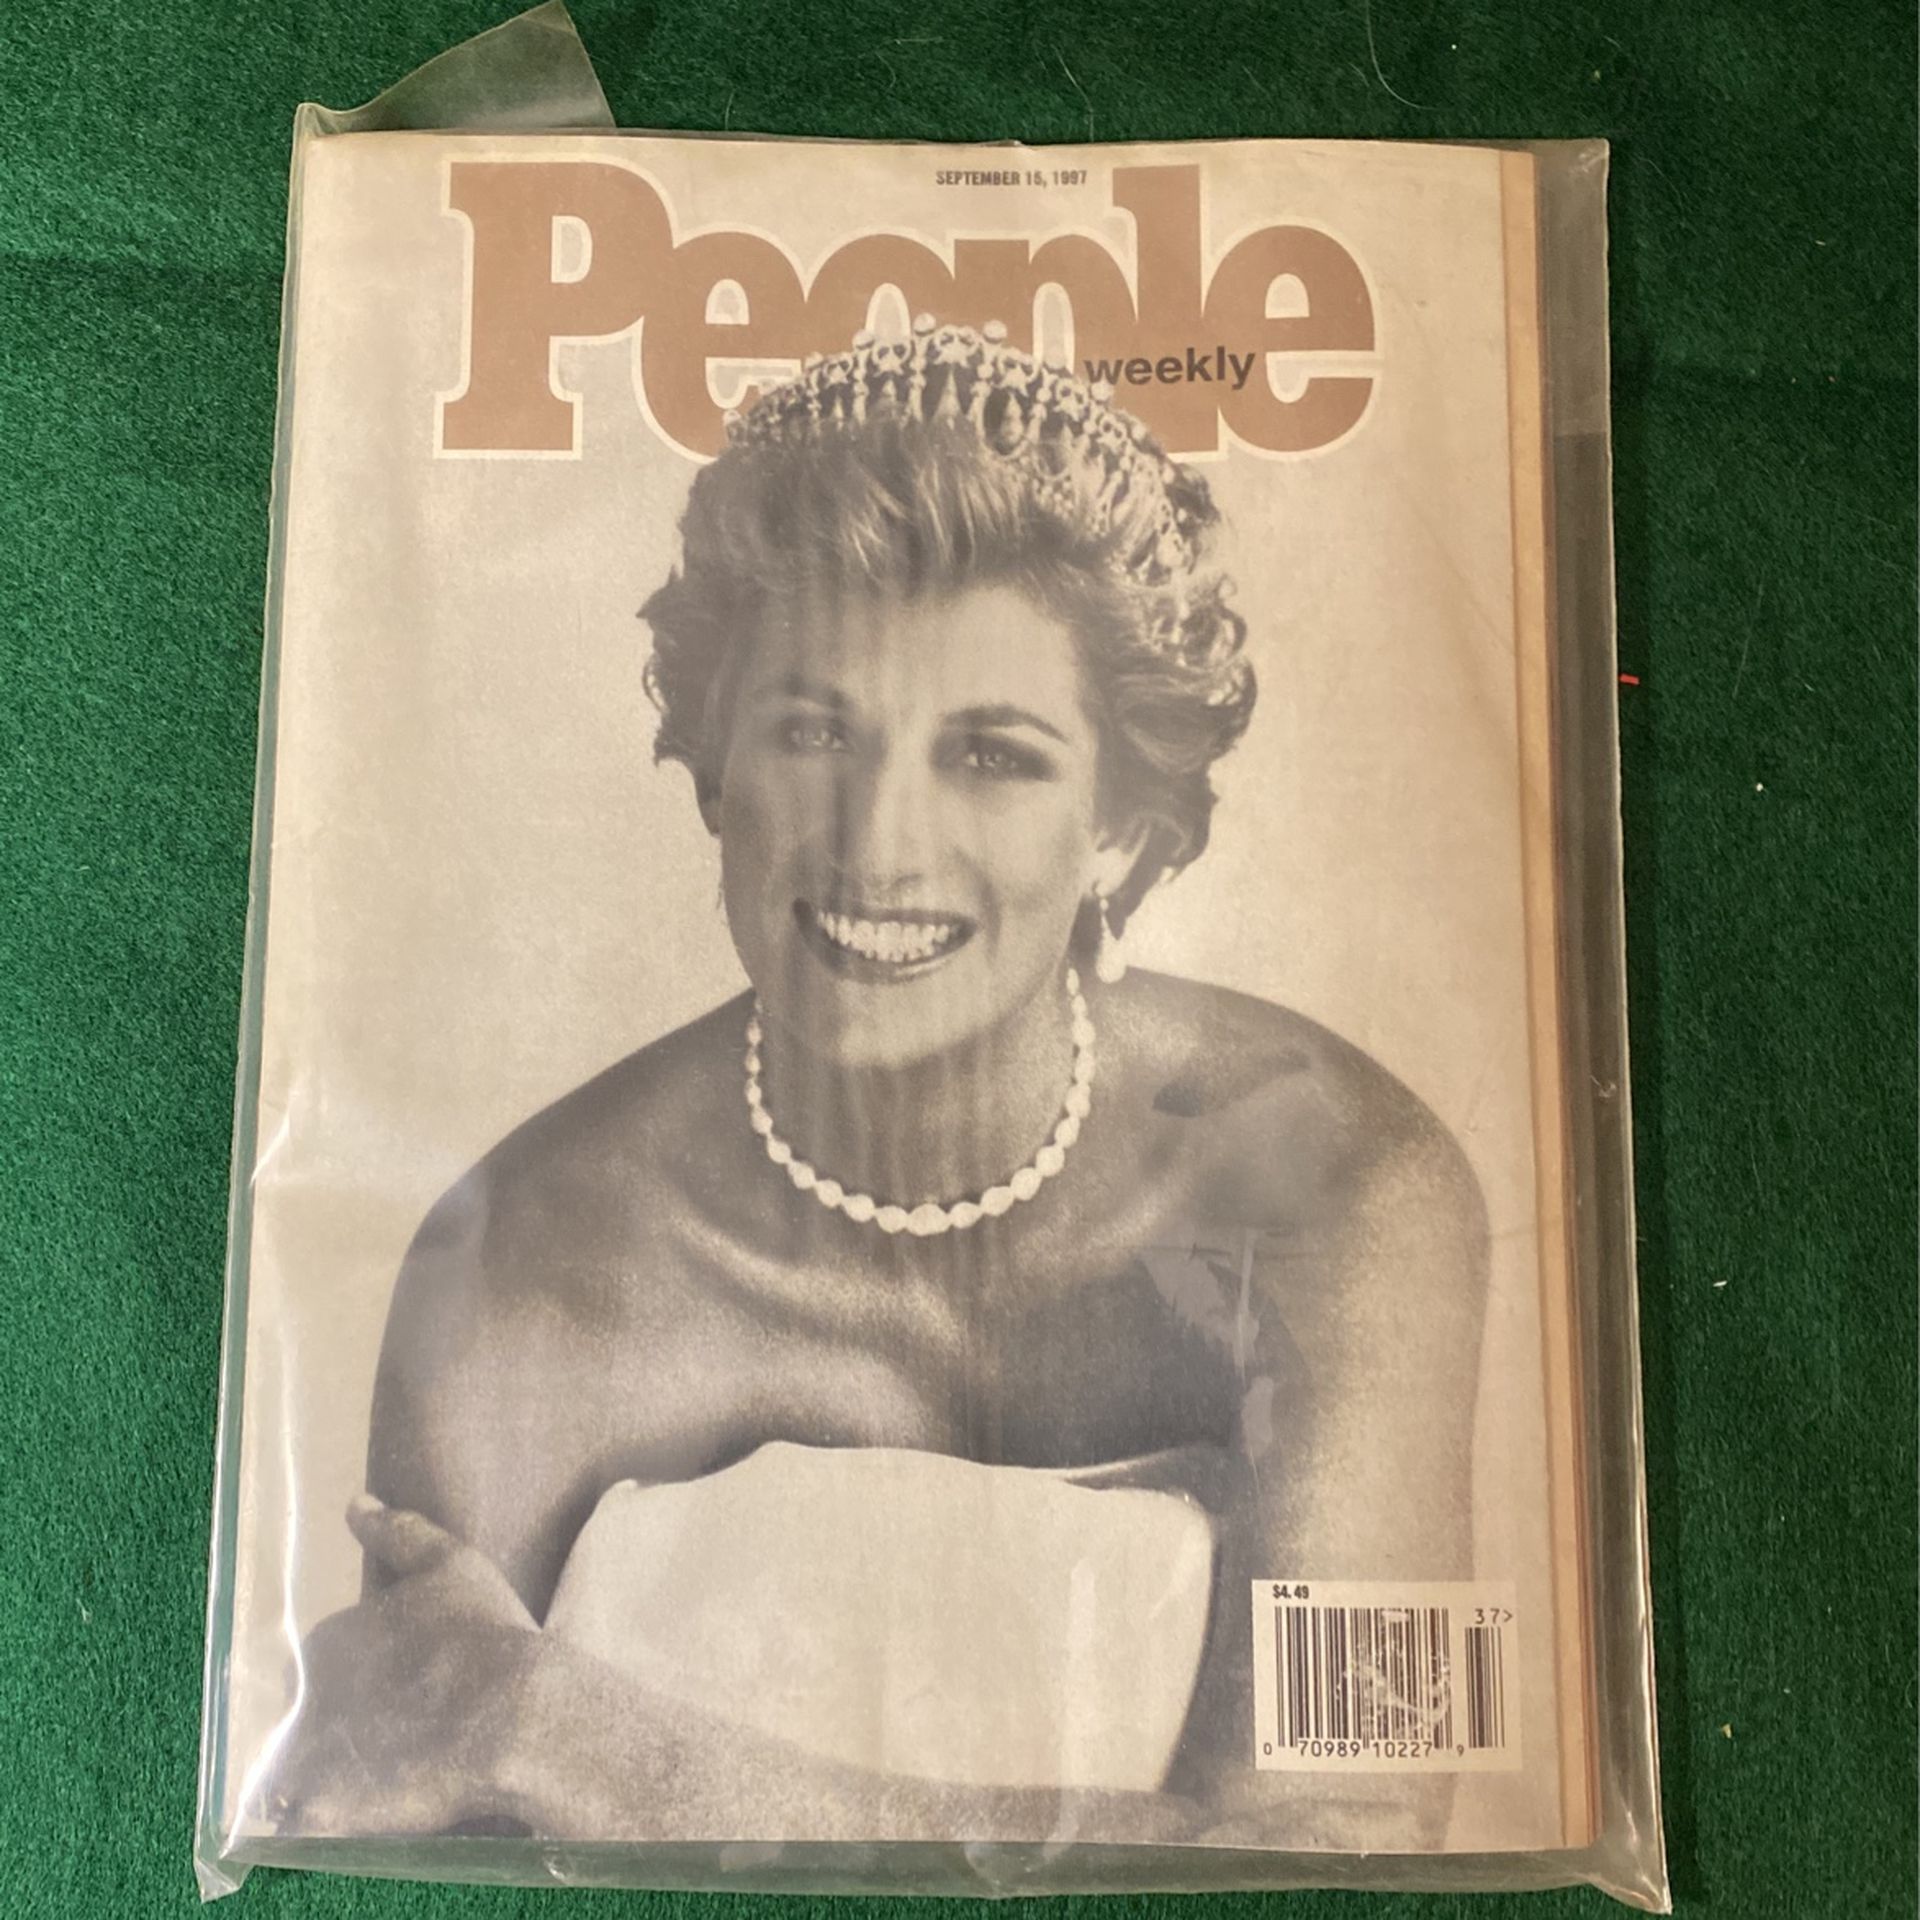 SEPTEMBER 15, 1997
People
weekly
$4.49
37>
0 70989 10227 9